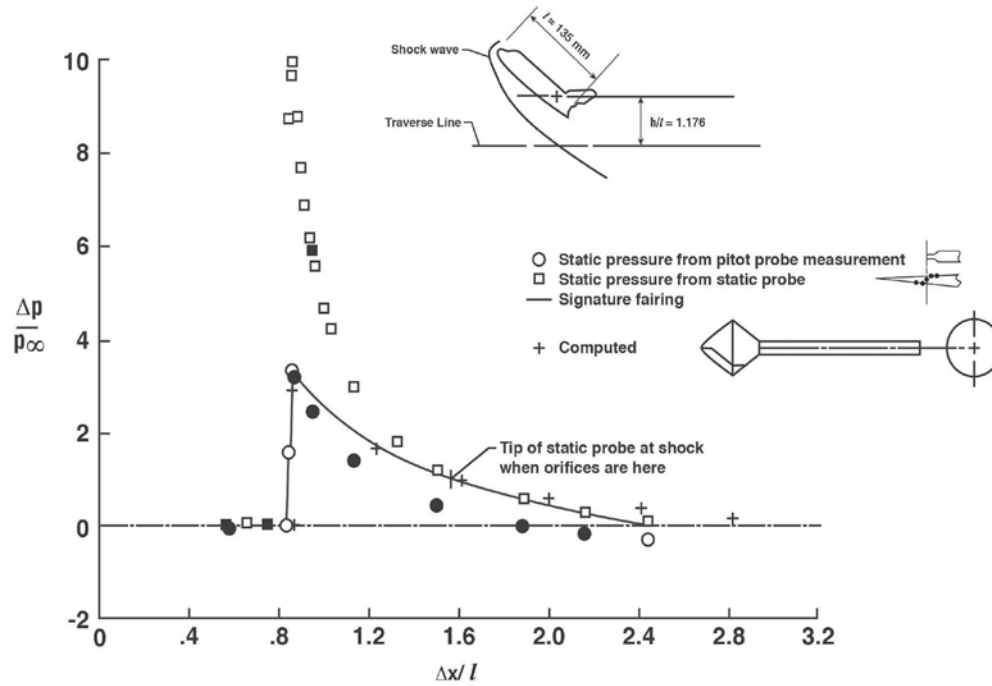 l = 135 mm
Shock wave
h/l = 1.176
Traverse Line
10
8
6
4
2
0
-2
Δp
p∞
Static pressure from pitot probe measurement
Static pressure from static probe
Signature fairing
Computed
Tip of static probe at shock
when orifices are here
0 .4 .8 1.2 1.6 2.0 2.4 2.8 3.2
Δx/l